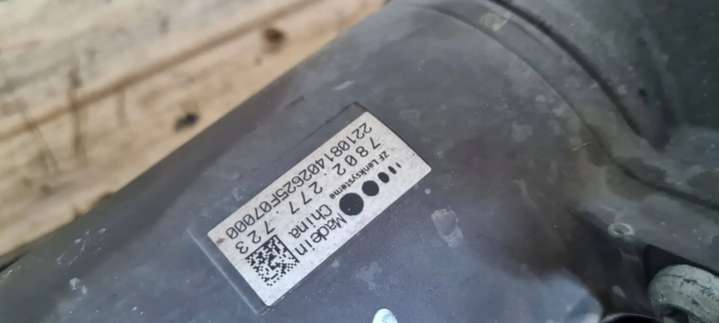 ZF Lenksysteme
Made in
China
7802 277 723
221081402625F07000